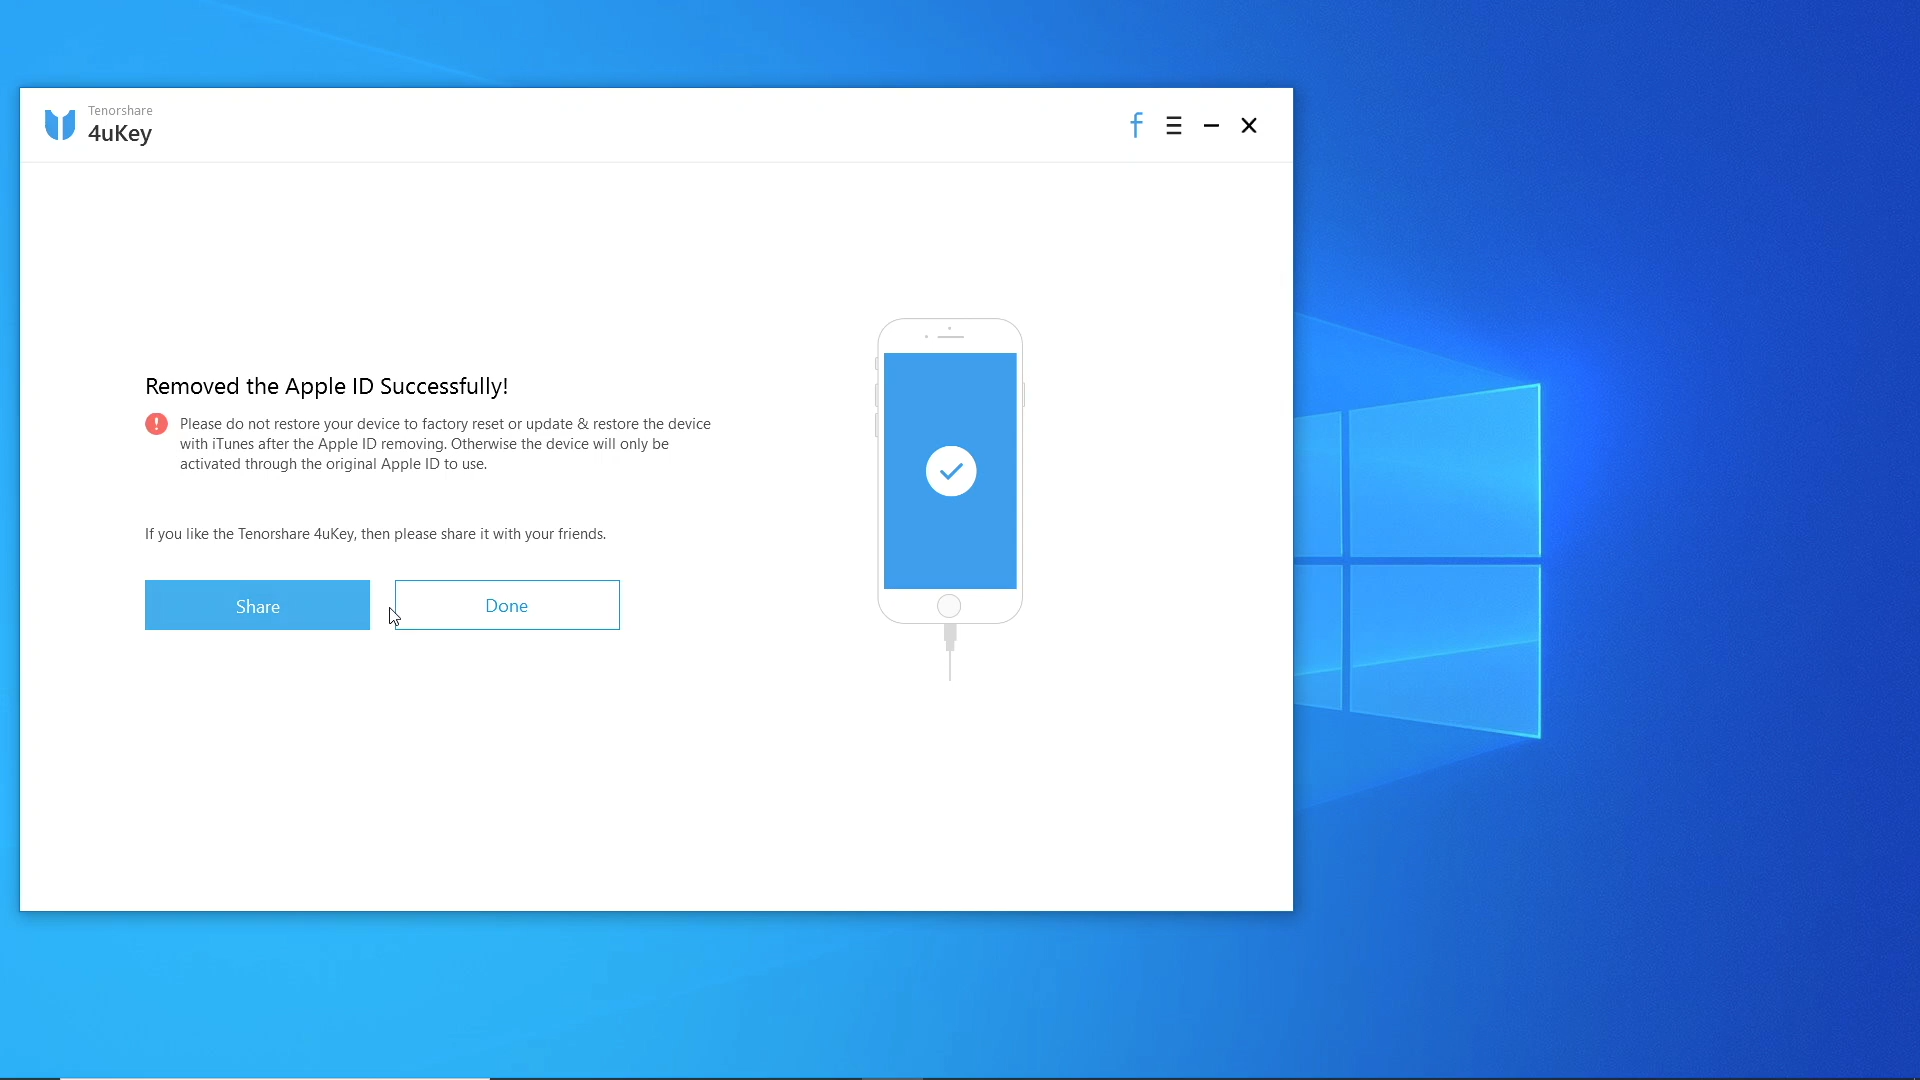 Tenorshare
4uKey
Removed the Apple ID Successfully!
Please do not restore your device to factory reset or update & restore the device
with iTunes after the Apple ID removing. Otherwise the device will only be
activated through the original Apple ID to use.
If you like the Tenorshare 4uKey, then please share it with your friends.
Share
Done